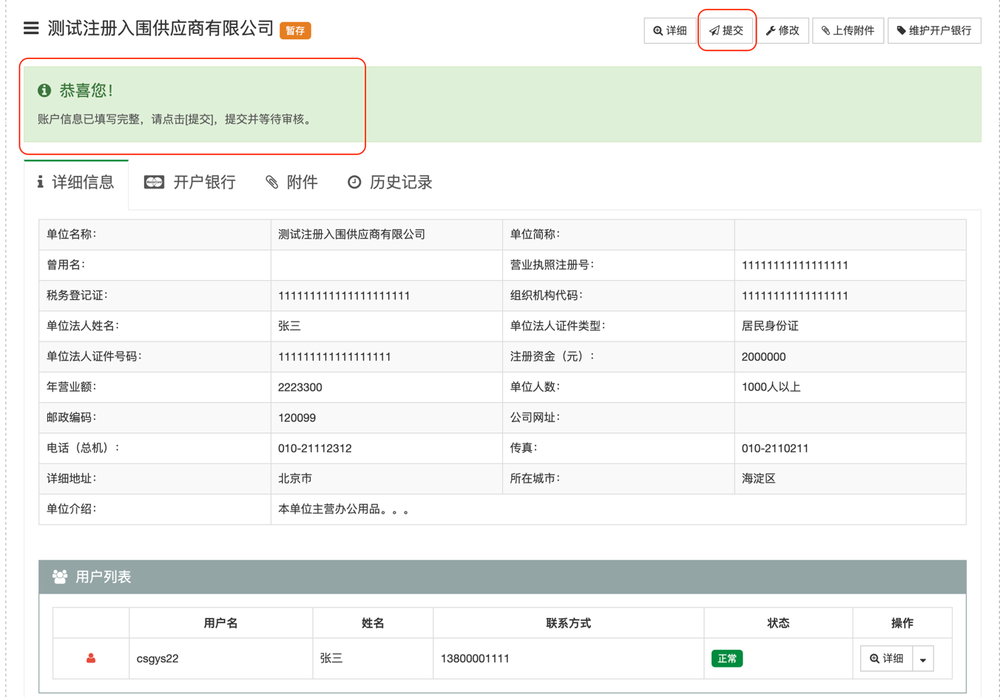 测试注册入围供应商有限公司 暂存 详细 提交 修改 上传附件 维护开户银行
恭喜您！
账户信息已填写完整，请点击[提交]，提交并等待审核。
详细信息 开户银行 附件 历史记录
单位名称： 测试注册入围供应商有限公司 单位简称：
曾用名： 营业执照注册号： 11111111111111111
税务登记证： 111111111111111111111 组织机构代码： 11111111111111111
单位法人姓名： 张三 单位法人证件类型： 居民身份证
单位法人证件号码： 111111111111111111 注册资金（元）： 2000000
年营业额： 2223300 单位人数： 1000人以上
邮政编码： 120099 公司网址：
电话（总机）： 010-21112312 传真： 010-2110211
详细地址： 北京市 所在城市： 海淀区
单位介绍： 本单位主营办公用品。。。
用户列表
用户名 姓名 联系方式 状态 操作
csgys22 张三 13800001111 正常 详细